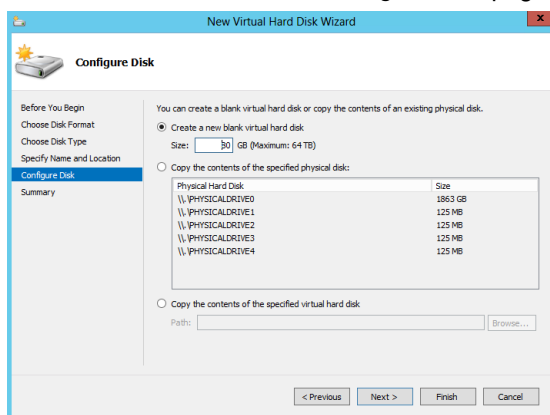 New Virtual Hard Disk Wizard
x
Configure Disk
Before You Begin
Choose Disk Format
Choose Disk Type
Specify Name and Location
Configure Disk
Summary
You can create a blank virtual hard disk or copy the contents of an existing physical disk.
Create a new blank virtual hard disk
Size: 80 GB (Maximum: 64 TB)
Copy the contents of the specified physical disk:
Physical Hard Disk Size
\\.\PHYSICALDRIVE0 1863 GB
\\.\PHYSICALDRIVE1 125 MB
\\.\PHYSICALDRIVE2 125 MB
\\.\PHYSICALDRIVE3 125 MB
\\.\PHYSICALDRIVE4 125 MB
Copy the contents of the specified virtual hard disk
Path: Browse...
< Previous Next > Finish Cancel